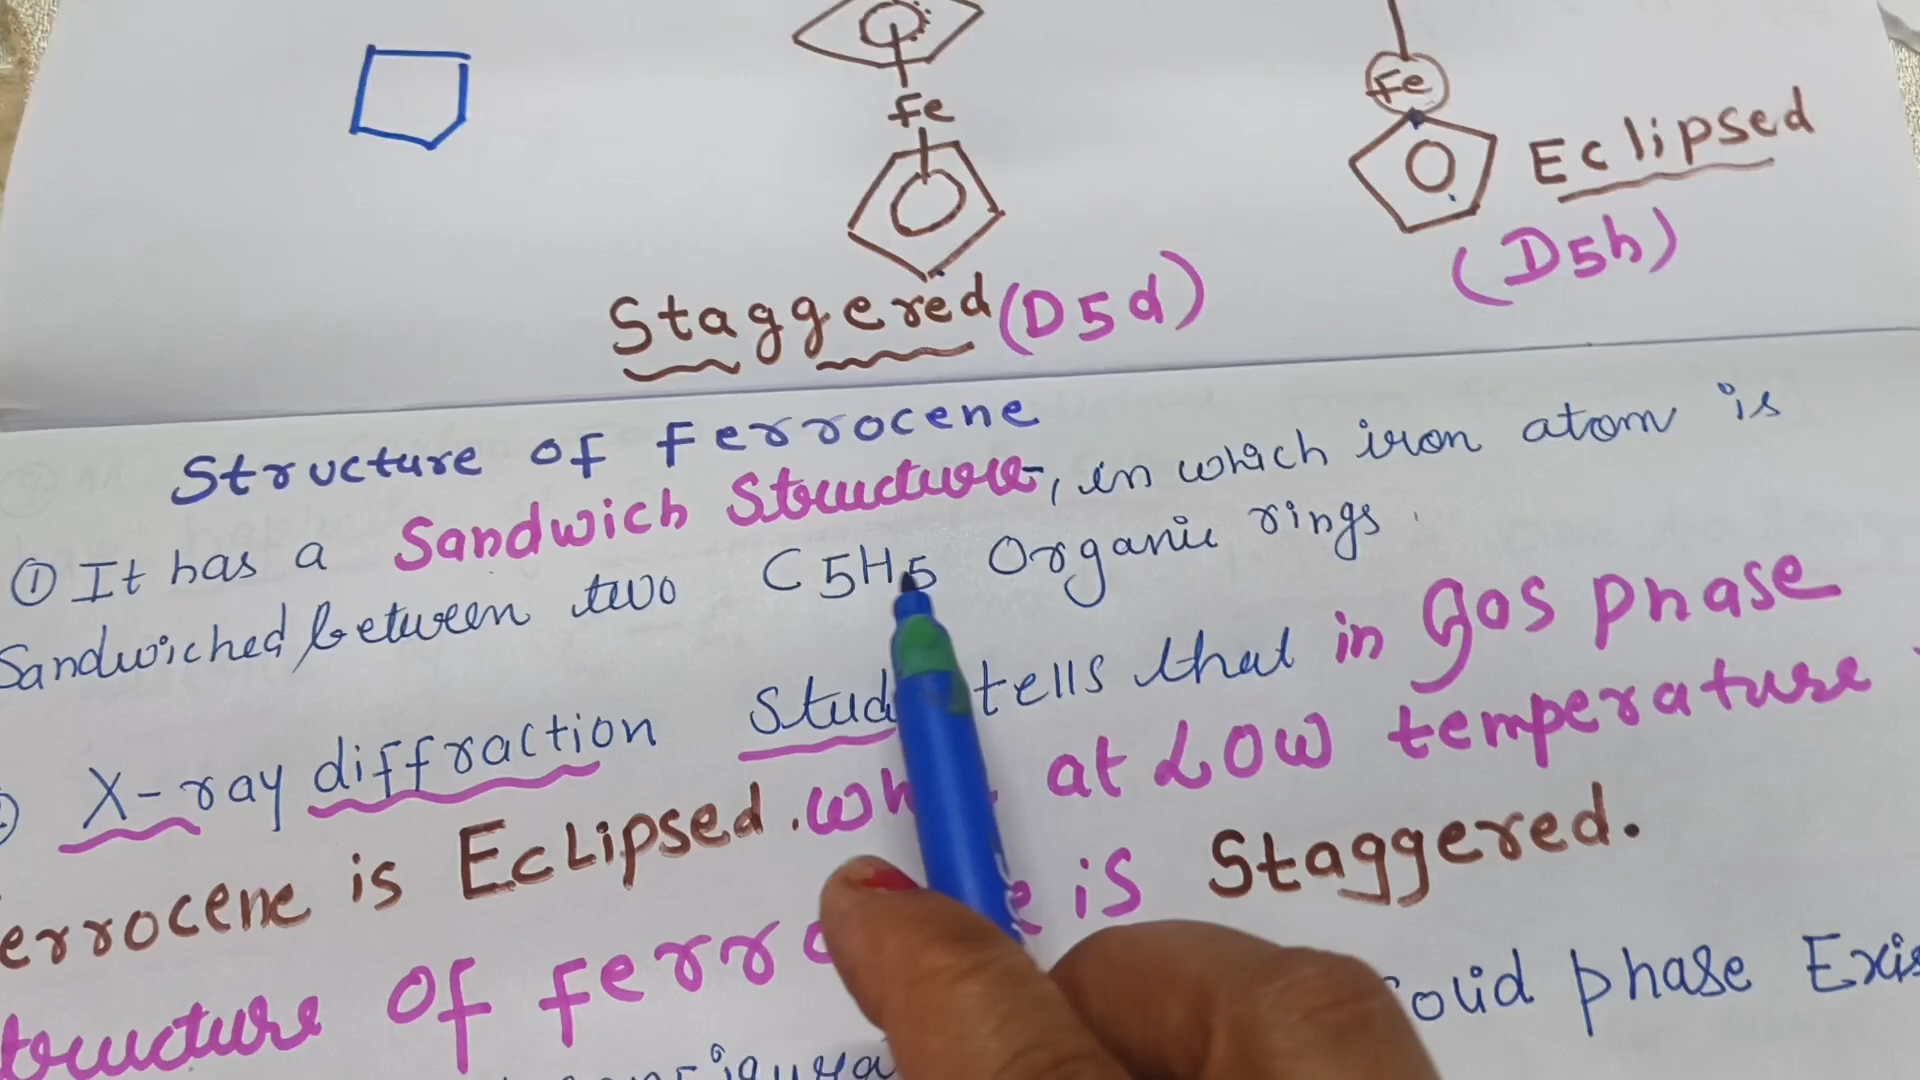 Fe
Fe
Eclipsed
(D5h)
Staggered (D5d)
Structure of Ferrocene
① It has a Sandwich Structure, in which iron atom is
Sandwiched between two C5H5 Organic rings.
X-ray diffraction Stud tells that in gas phase
errocene is Eclipsed. wh at Low temperature
tructure of ferro e is Staggered.
olid phase Exis